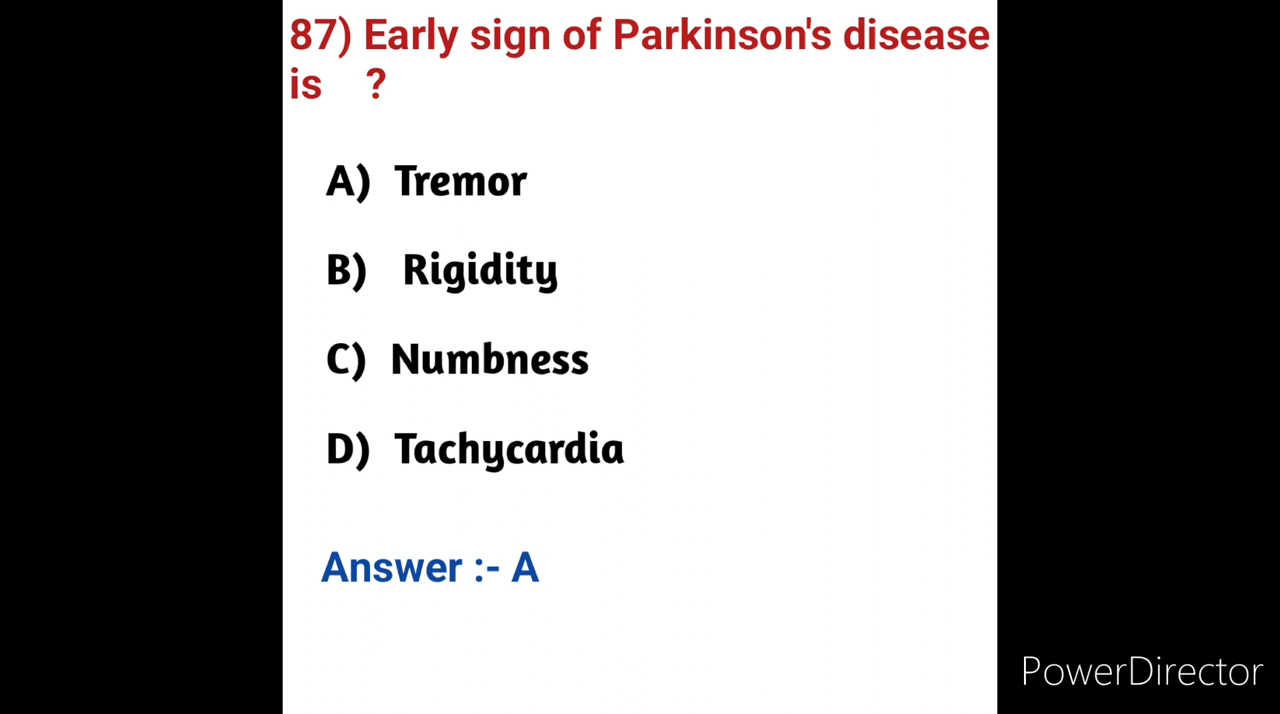 87) Early sign of Parkinson's disease
is ?
A) Tremor
B) Rigidity
C) Numbness
D) Tachycardia
Answer :- A
PowerDirector